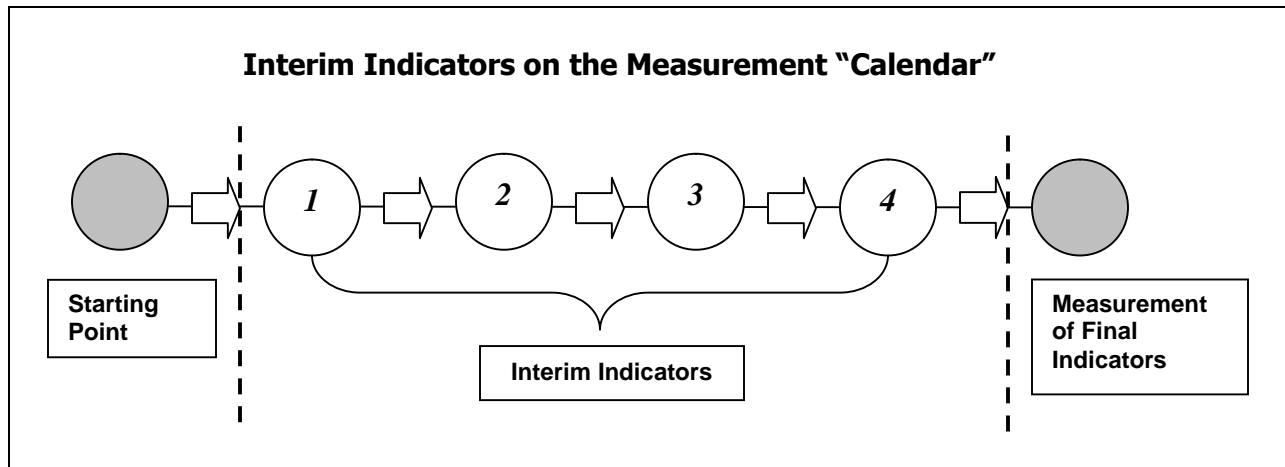 Interim Indicators on the Measurement “Calendar”
1
2
3
4
Starting
Point
Interim Indicators
Measurement
of Final
Indicators